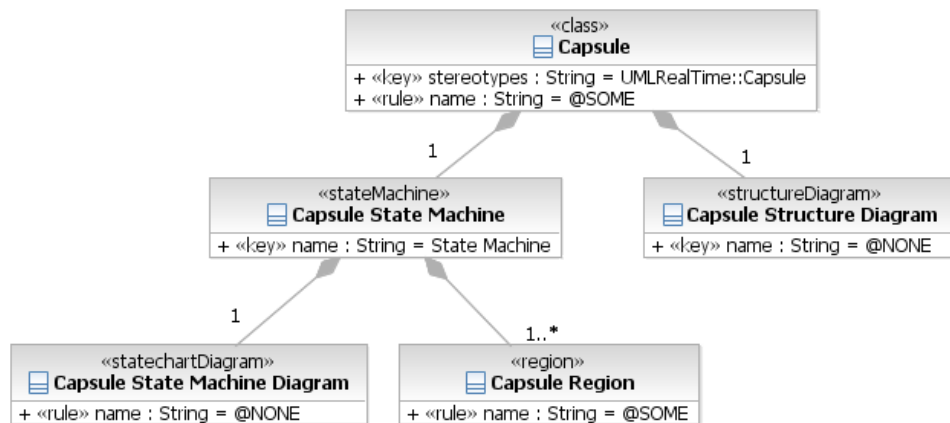 «class»
Capsule
+ «key» stereotypes : String = UMLRealTime::Capsule
+ «rule» name : String = @SOME
1
1
«stateMachine»
Capsule State Machine
+ «key» name : String = State Machine
«structureDiagram»
Capsule Structure Diagram
+ «key» name : String = @NONE
1
1..*
«statechartDiagram»
Capsule State Machine Diagram
+ «rule» name : String = @NONE
«region»
Capsule Region
+ «rule» name : String = @SOME